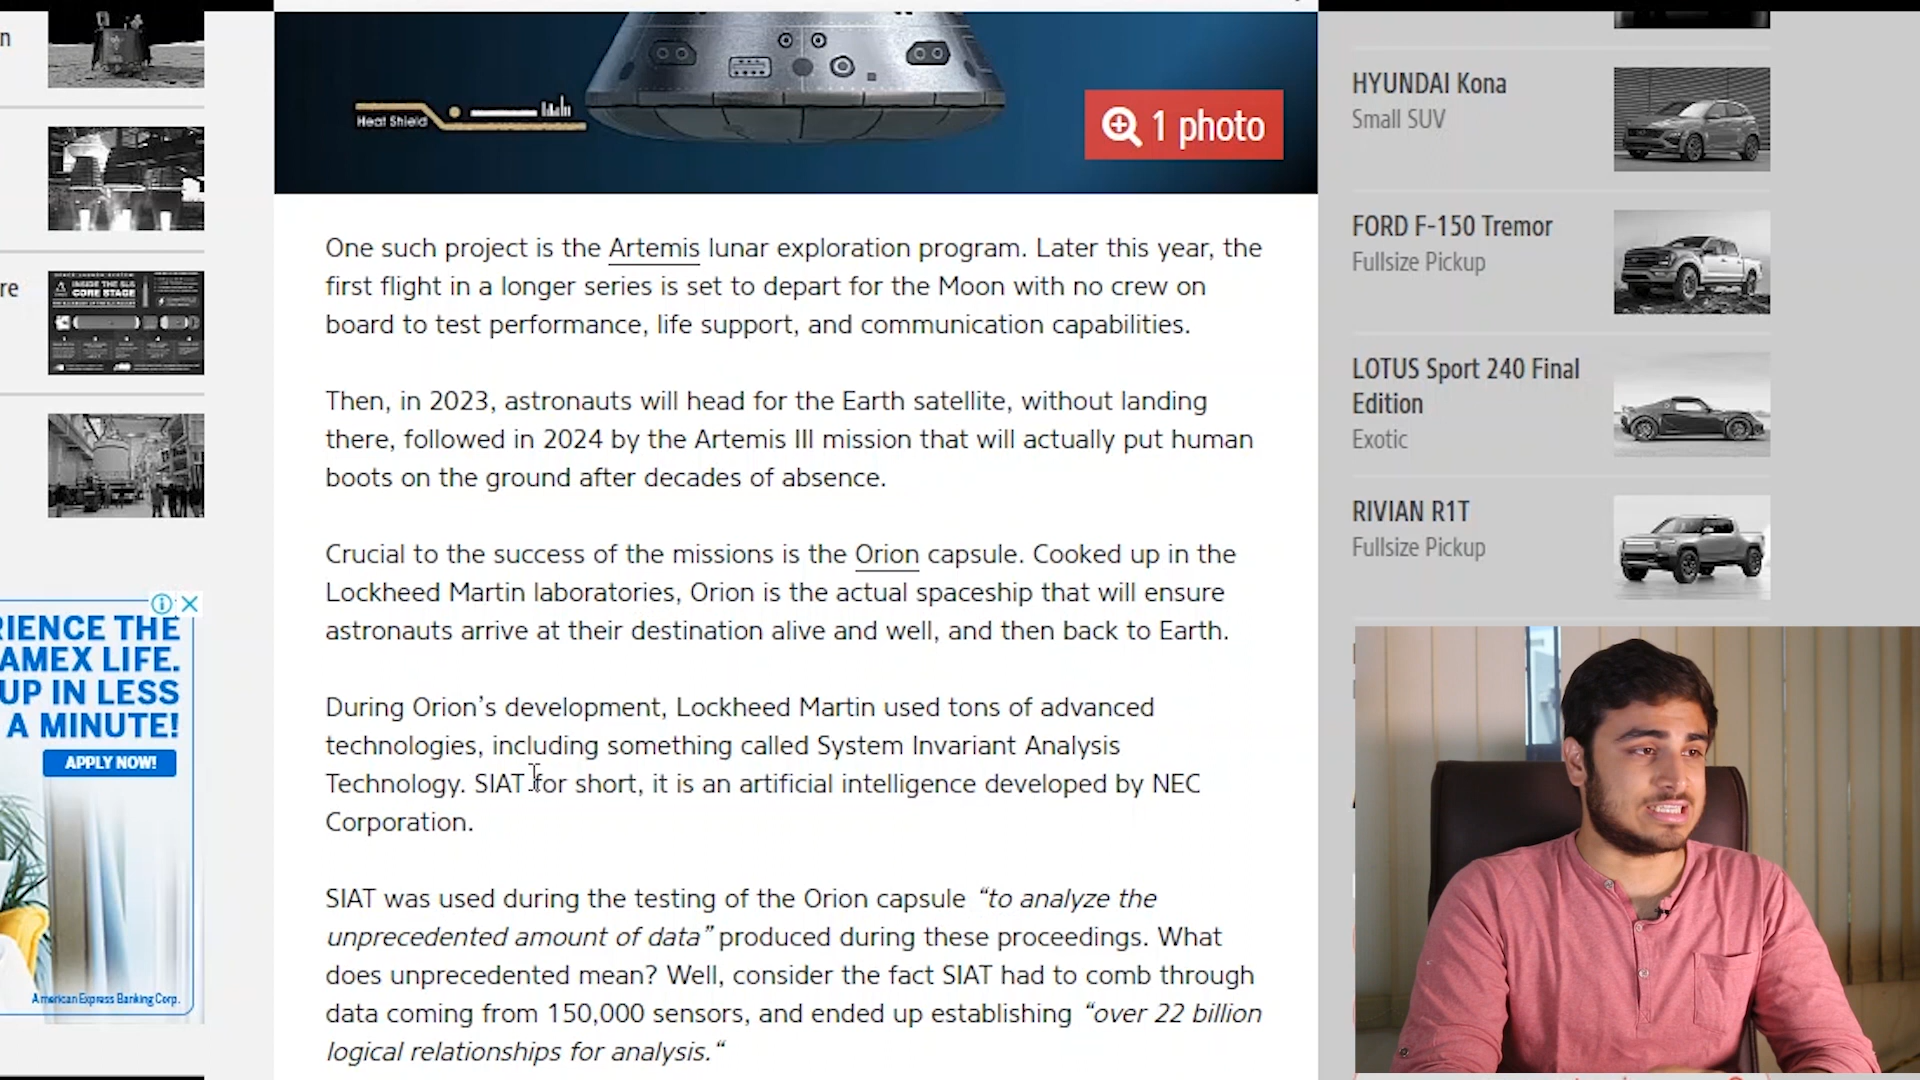 n
re
INSIDE THE SLS
CORE STAGE
RIENCE THE
AMEX LIFE.
UP IN LESS
A MINUTE!
APPLY NOW!
American Express Banking Corp.
Heat Shield
1 photo
One such project is the Artemis lunar exploration program. Later this year, the
first flight in a longer series is set to depart for the Moon with no crew on
board to test performance, life support, and communication capabilities.
Then, in 2023, astronauts will head for the Earth satellite, without landing
there, followed in 2024 by the Artemis III mission that will actually put human
boots on the ground after decades of absence.
Crucial to the success of the missions is the Orion capsule. Cooked up in the
Lockheed Martin laboratories, Orion is the actual spaceship that will ensure
astronauts arrive at their destination alive and well, and then back to Earth.
During Orion’s development, Lockheed Martin used tons of advanced
technologies, including something called System Invariant Analysis
Technology. SIAT for short, it is an artificial intelligence developed by NEC
Corporation.
SIAT was used during the testing of the Orion capsule “to analyze the
unprecedented amount of data” produced during these proceedings. What
does unprecedented mean? Well, consider the fact SIAT had to comb through
data coming from 150,000 sensors, and ended up establishing “over 22 billion
logical relationships for analysis.“
HYUNDAI Kona
Small SUV
FORD F-150 Tremor
Fullsize Pickup
LOTUS Sport 240 Final
Edition
Exotic
RIVIAN R1T
Fullsize Pickup